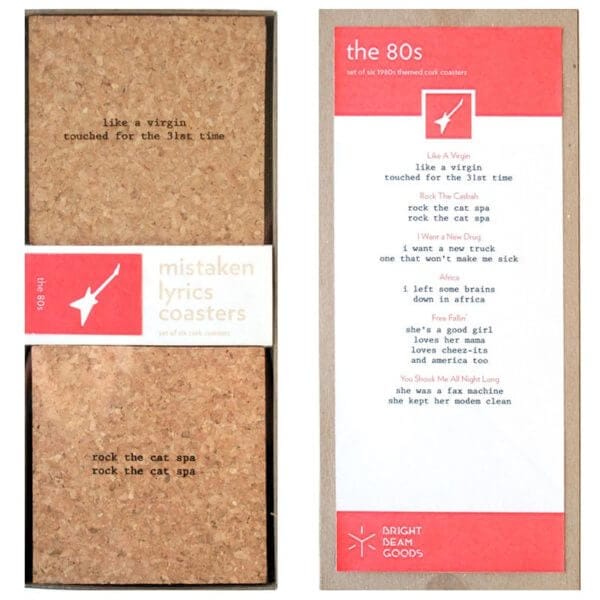 like a virgin
touched for the 31st time
the 80s
mistaken
lyrics
coasters
set of six cork coasters
rock the cat spa
rock the cat spa
the 80s
set of six 1980s themed cork coasters
Like A Virgin
like a virgin
touched for the 31st time
Rock The Casbah
rock the cat spa
rock the cat spa
I Want a New Drug
i want a new truck
one that won't make me sick
Africa
i left some brains
down in africa
Free Fallin'
she's a good girl
loves her mama
loves cheez-its
and america too
You Shook Me All Night Long
she was a fax machine
she kept her modem clean
BRIGHT
BEAM
GOODS